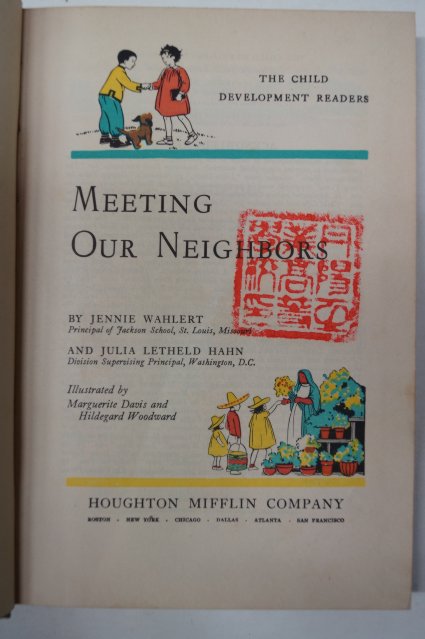 THE CHILD
DEVELOPMENT READERS
MEETING
OUR NEIGHBORS
BY JENNIE WAHLERT
Principal of Jackson School, St. Louis, Missouri
AND JULIA LETHELD HAHN
Division Supervising Principal, Washington, D.C.
Illustrated by
Marguerite Davis and
Hildegard Woodward
HOUGHTON MIFFLIN COMPANY
BOSTON · NEW YORK · CHICAGO · DALLAS · ATLANTA · SAN FRANCISCO